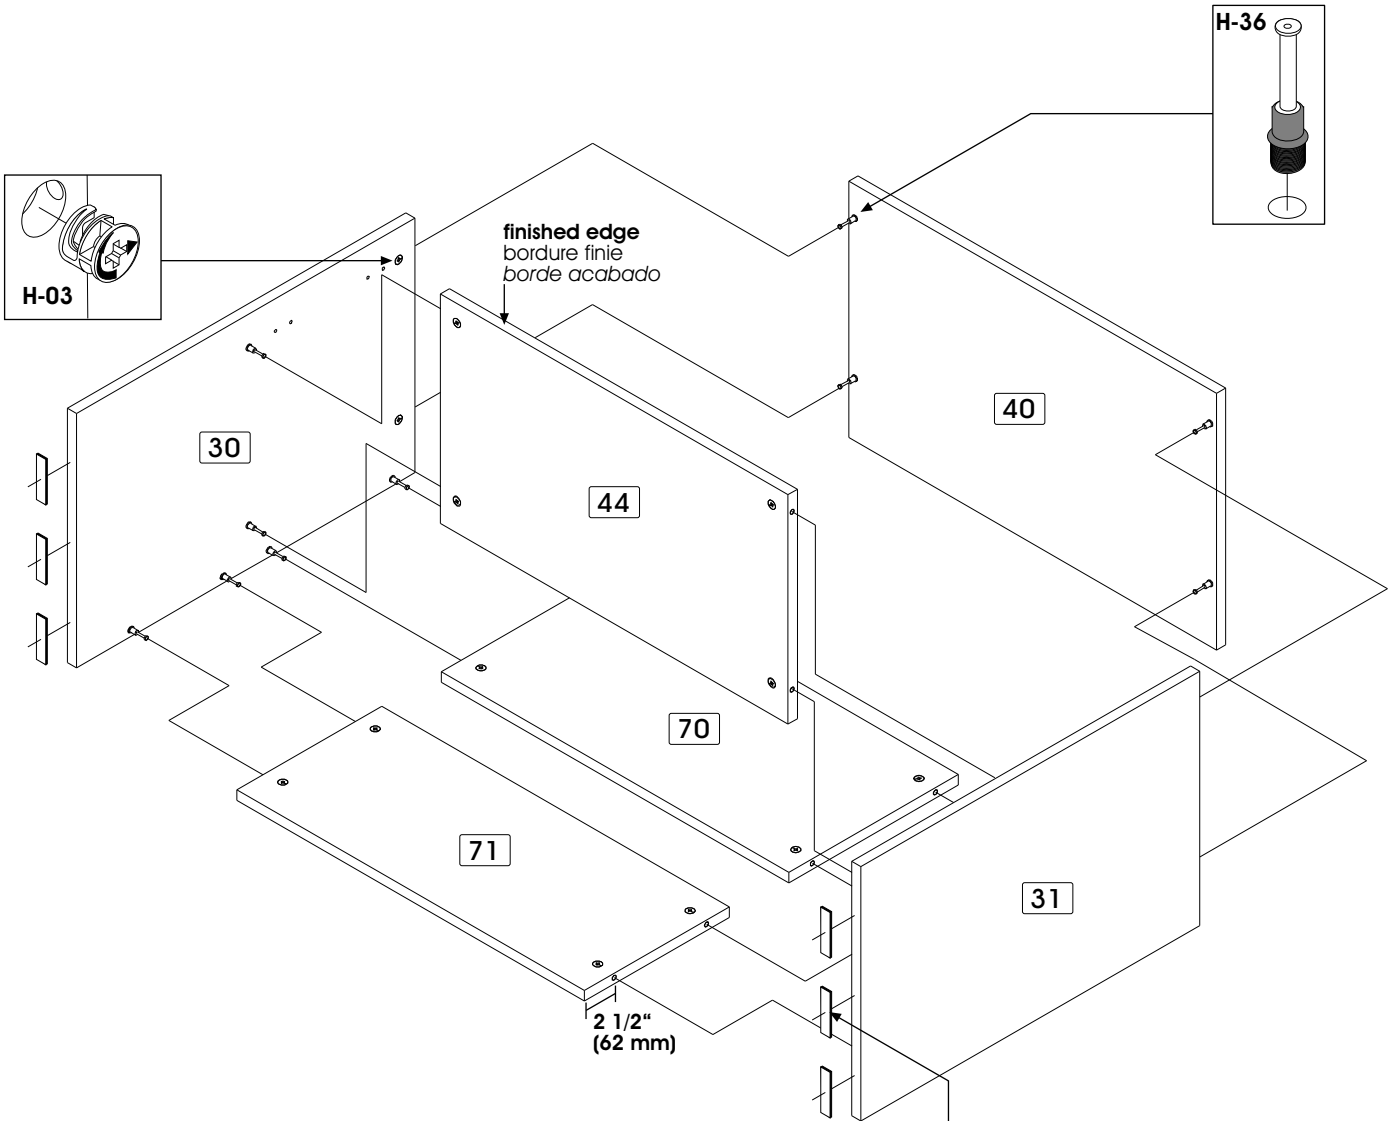 H-36
H-03
finished edge
bordure finie
borde acabado
40
30
44
70
71
31
2 1/2“
(62 mm)